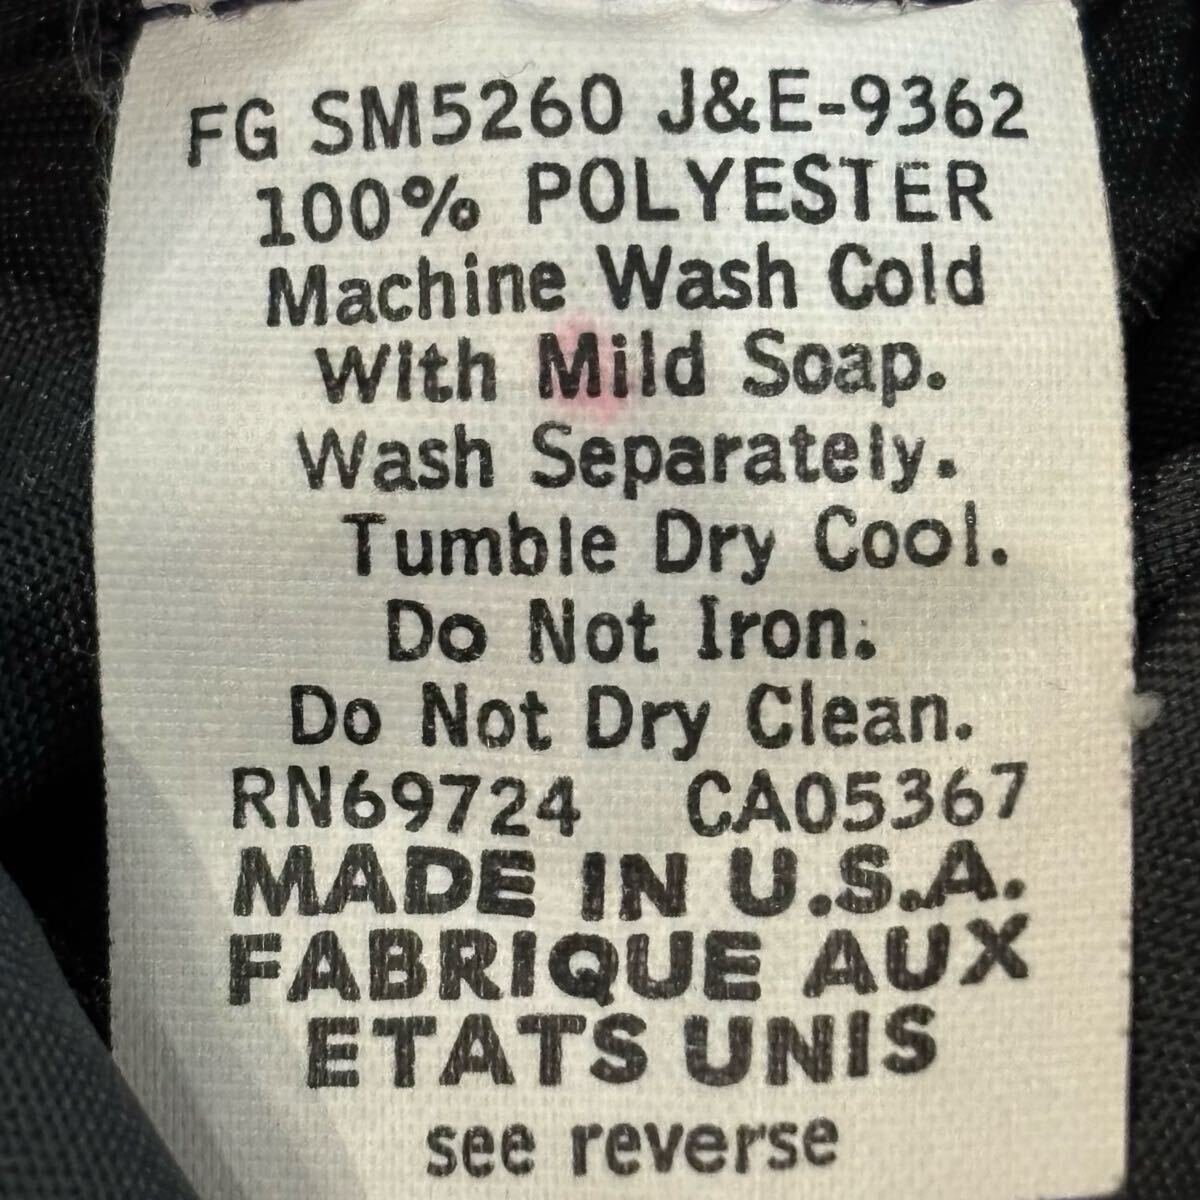 FG SM5260 J&E-9362
100% POLYESTER
Machine Wash Cold
With Mild Soap.
Wash Separately.
Tumble Dry Cool.
Do Not Iron.
Do Not Dry Clean.
RN69724 CA05367
MADE IN U.S.A.
FABRIQUE AUX
ETATS UNIS
see reverse